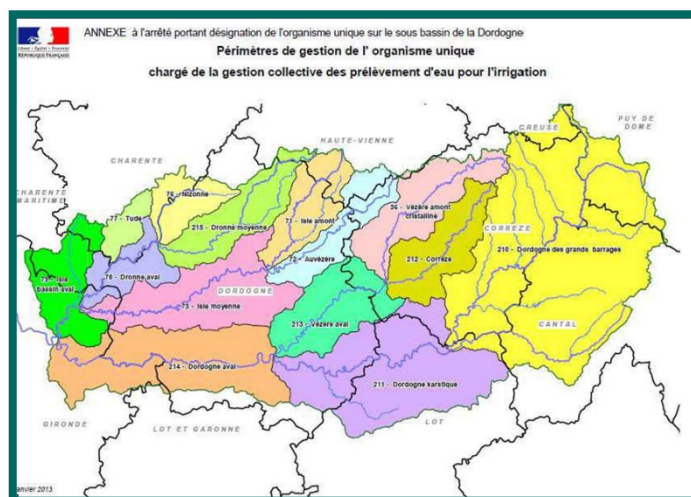 ANNEXE à l'arrêté portant désignation de l'organisme unique sur le sous bassin de la Dordogne
Périmètres de gestion de l' organisme unique
chargé de la gestion collective des prélèvement d'eau pour l'irrigation
RÉPUBLIQUE FRANÇAISE
PUY DE
DOME
CREUSE
HAUTE-VIENNE
CHARENTE
CHARENTE
MARITIME
76 - Nizonne
77 - Tude
215 - Dronne moyenne
71 - Isle amont
26 - Vézère amont
cristalline
CORREZE
210 - Dordogne des grands barrages
212 - Corrèze
72 - Auvézère
78 - Dronne aval
75 - Isle
bassin aval
DORDOGNE
73 - Isle moyenne
213 - Vézère aval
CANTAL
214 - Dordogne aval
211 - Dordogne karstique
GIRONDE
LOT ET GARONNE
LOT
anvier 2013